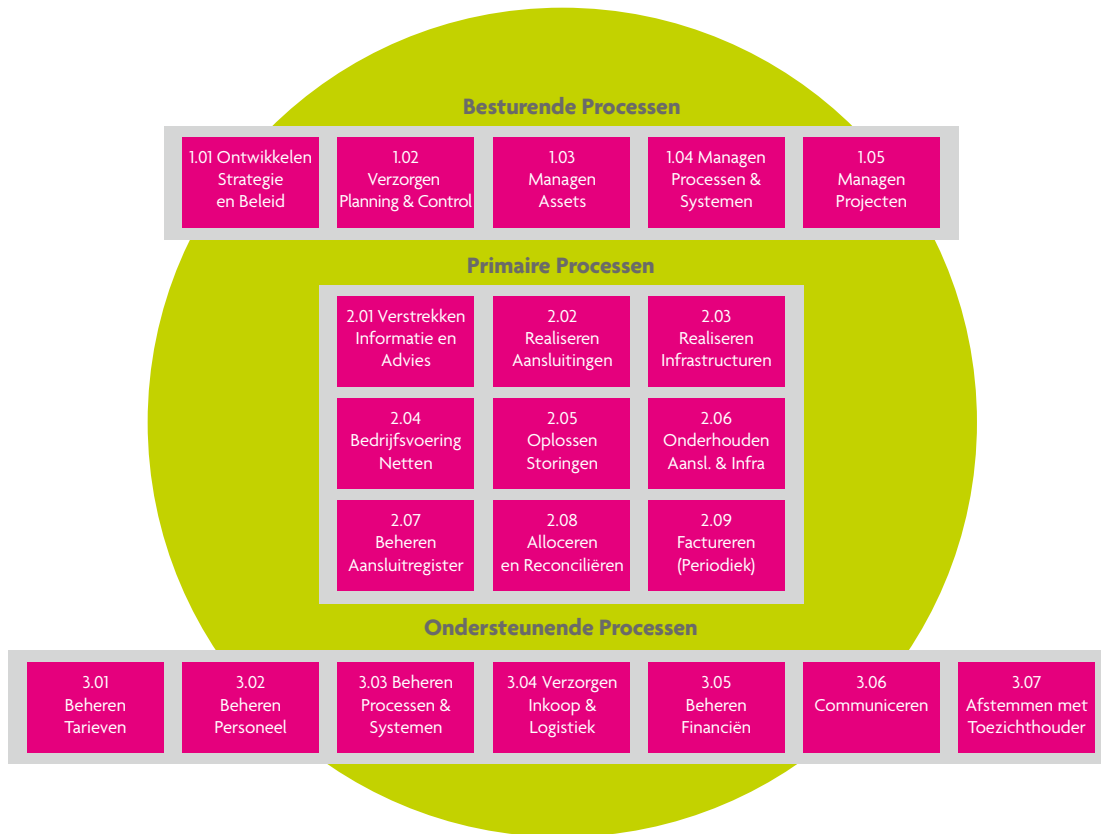 Besturende Processen
1.01 Ontwikkelen
Strategie
en Beleid
1.02
Verzorgen
Planning & Control
1.03
Managen
Assets
1.04 Managen
Processen &
Systemen
1.05
Managen
Projecten
Primaire Processen
2.01 Verstrekken
Informatie en
Advies
2.02
Realiseren
Aansluitingen
2.03
Realiseren
Infrastructuren
2.04
Bedrijfsvoering
Netten
2.05
Oplossen
Storingen
2.06
Onderhouden
Aansl. & Infra
2.07
Beheren
Aansluitregister
2.08
Alloceren
en Reconciliëren
2.09
Factureren
(Periodiek)
Ondersteunende Processen
3.01
Beheren
Tarieven
3.02
Beheren
Personeel
3.03 Beheren
Processen &
Systemen
3.04 Verzorgen
Inkoop &
Logistiek
3.05
Beheren
Financiën
3.06
Communiceren
3.07
Afstemmen met
Toezichthouder